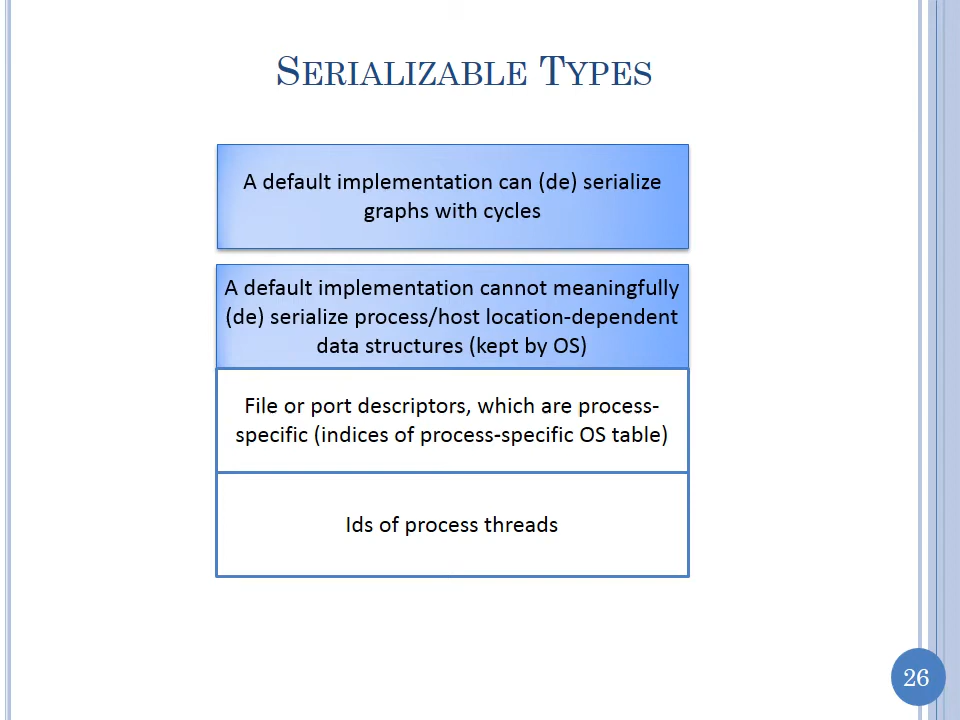 SERIALIZABLE TYPES
A default implementation can (de) serialize
graphs with cycles
A default implementation cannot meaningfully
(de) serialize process/host location-dependent
data structures (kept by OS)
File or port descriptors, which are process-
specific (indices of process-specific OS table)
Ids of process threads
26